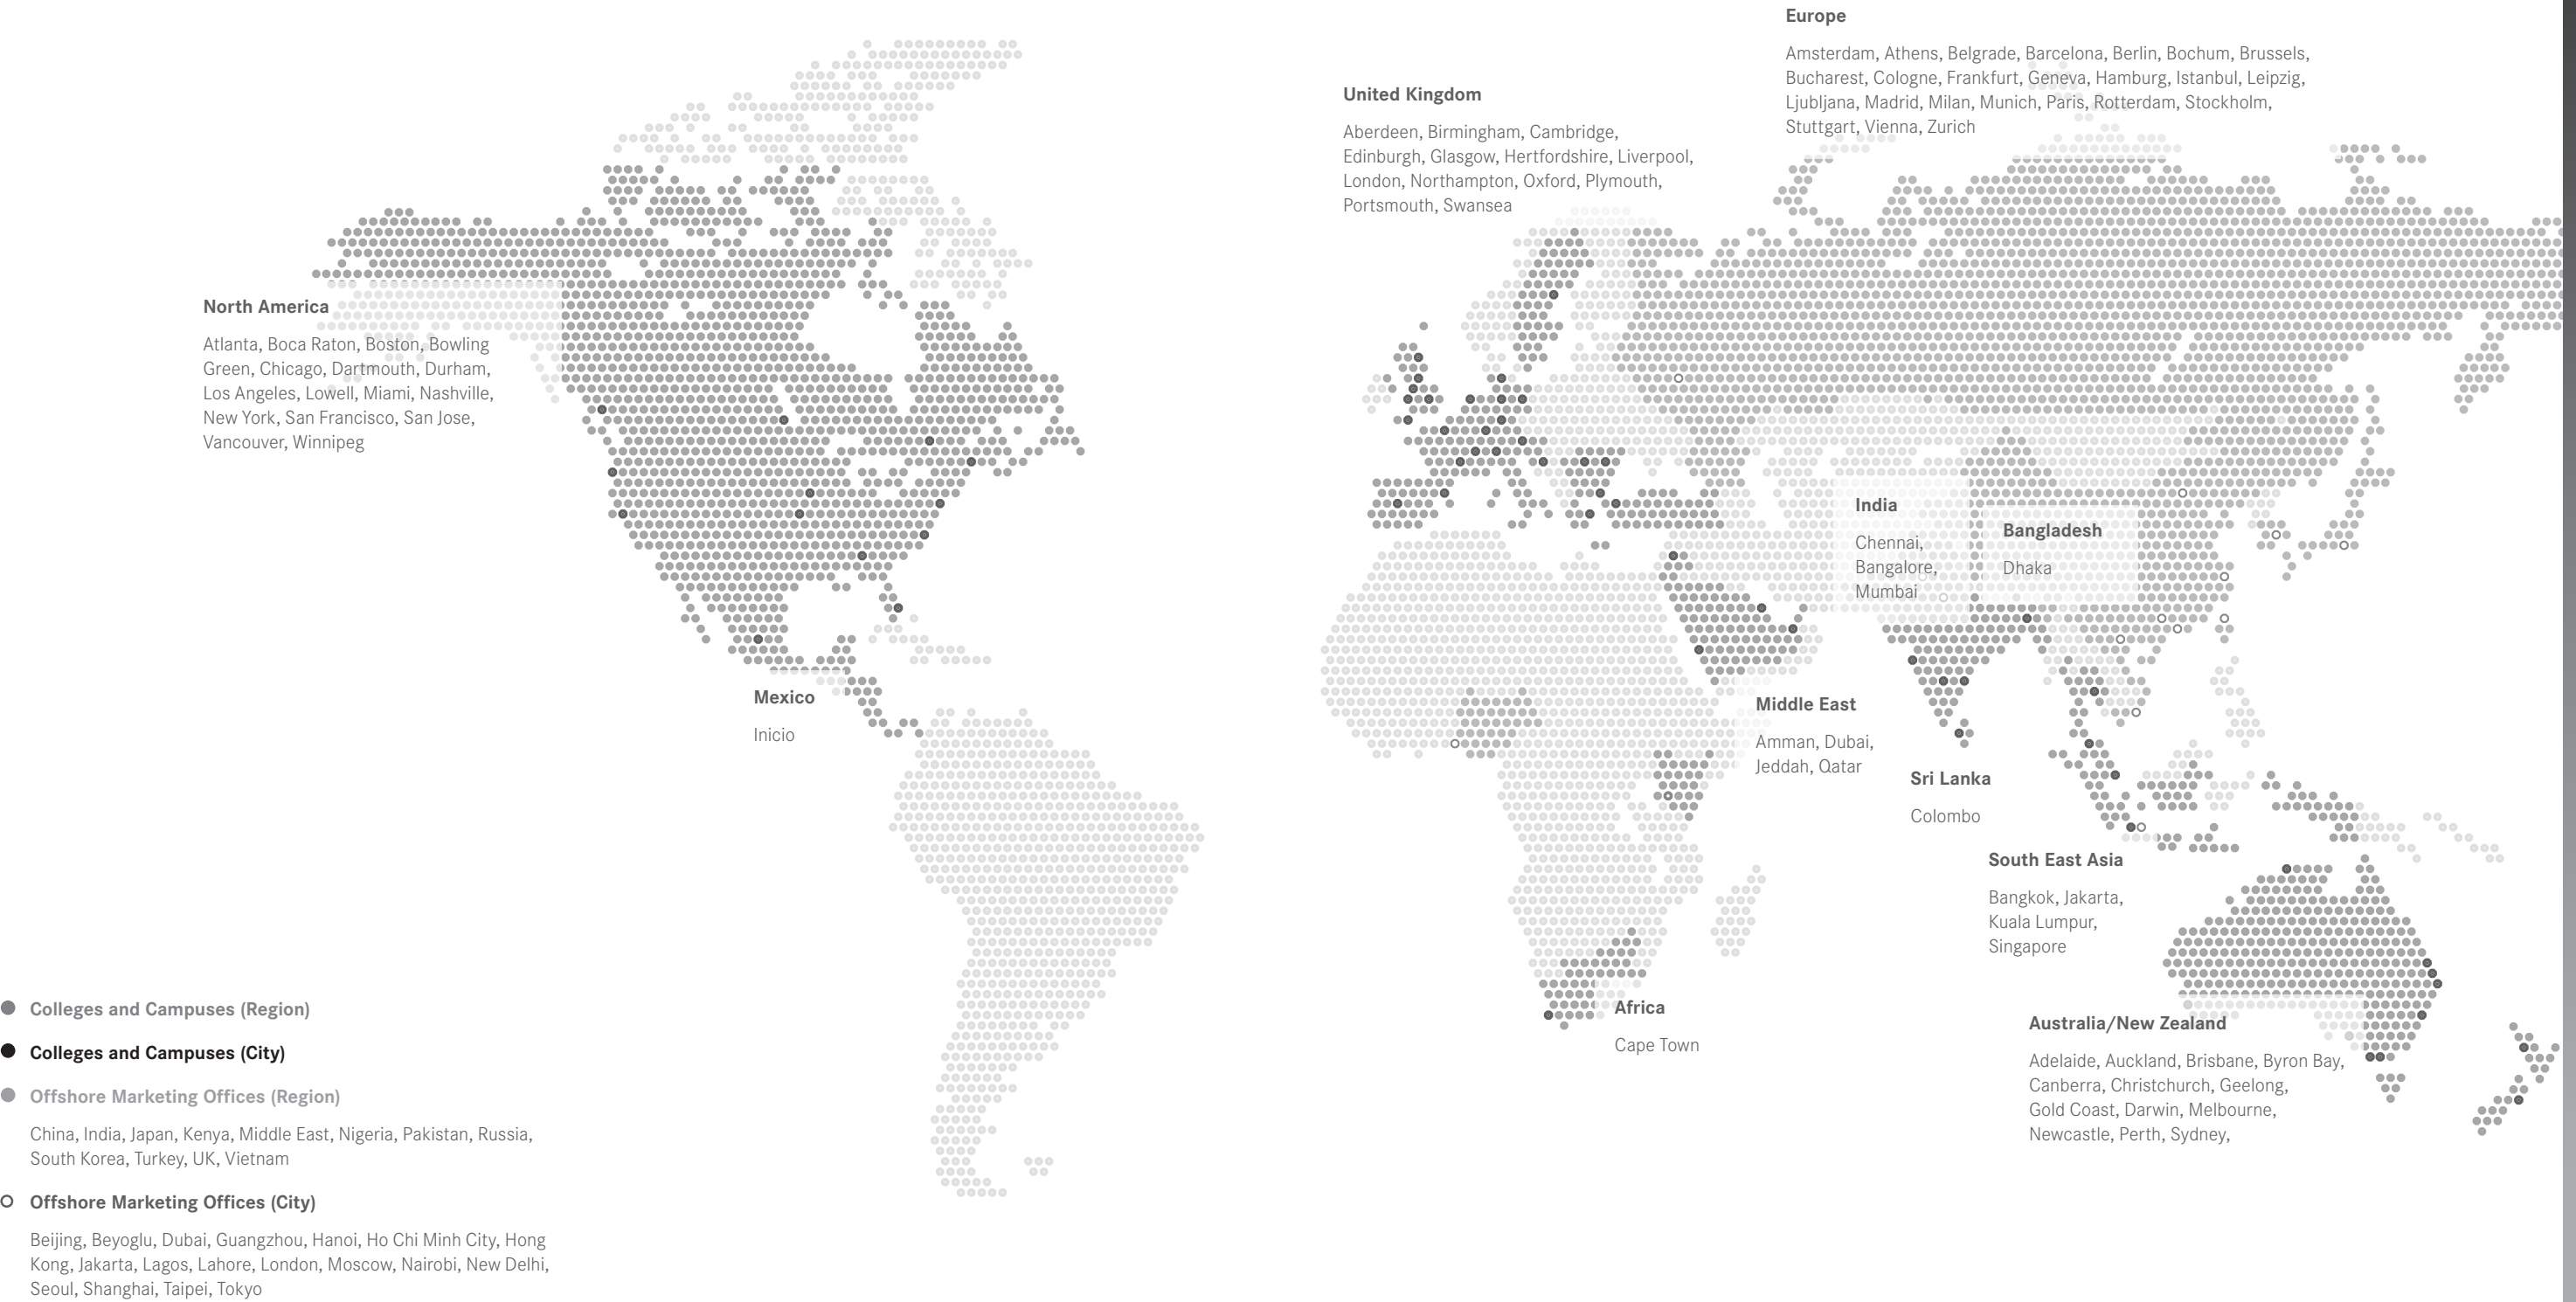 Europe
Amsterdam, Athens, Belgrade, Barcelona, Berlin, Bochum, Brussels,
Bucharest, Cologne, Frankfurt, Geneva, Hamburg, Istanbul, Leipzig,
Ljubljana, Madrid, Milan, Munich, Paris, Rotterdam, Stockholm,
Stuttgart, Vienna, Zurich
United Kingdom
Aberdeen, Birmingham, Cambridge,
Edinburgh, Glasgow, Hertfordshire, Liverpool,
London, Northampton, Oxford, Plymouth,
Portsmouth, Swansea
North America
Atlanta, Boca Raton, Boston, Bowling
Green, Chicago, Dartmouth, Durham,
Los Angeles, Lowell, Miami, Nashville,
New York, San Francisco, San Jose,
Vancouver, Winnipeg
India
Chennai,
Bangalore,
Mumbai
Bangladesh
Dhaka
Mexico
Inicio
Middle East
Amman, Dubai,
Jeddah, Qatar
Sri Lanka
Colombo
South East Asia
Bangkok, Jakarta,
Kuala Lumpur,
Singapore
Africa
Cape Town
Australia/New Zealand
Adelaide, Auckland, Brisbane, Byron Bay,
Canberra, Christchurch, Geelong,
Gold Coast, Darwin, Melbourne,
Newcastle, Perth, Sydney,
Colleges and Campuses (Region)
Colleges and Campuses (City)
Offshore Marketing Offices (Region)
China, India, Japan, Kenya, Middle East, Nigeria, Pakistan, Russia,
South Korea, Turkey, UK, Vietnam
Offshore Marketing Offices (City)
Beijing, Beyoglu, Dubai, Guangzhou, Hanoi, Ho Chi Minh City, Hong
Kong, Jakarta, Lagos, Lahore, London, Moscow, Nairobi, New Delhi,
Seoul, Shanghai, Taipei, Tokyo